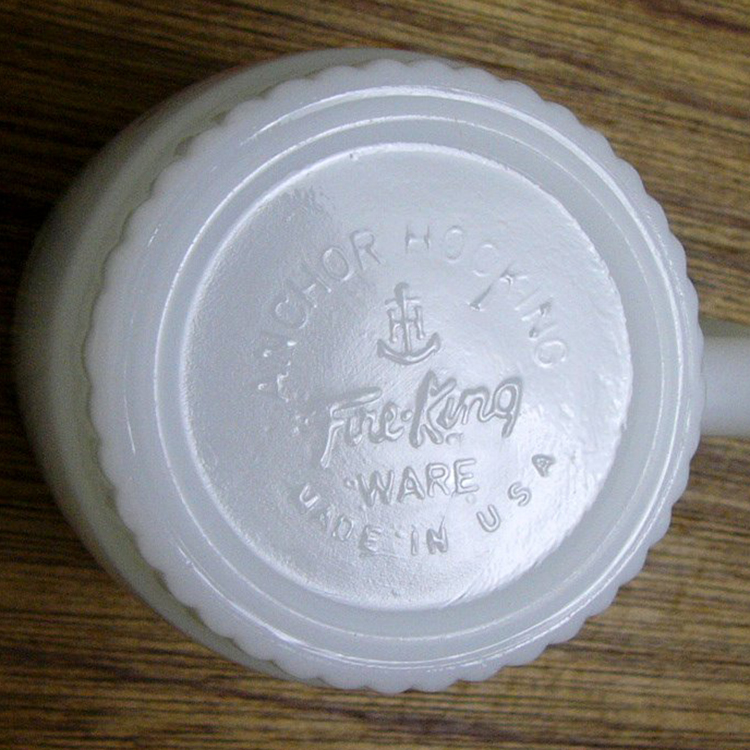 ANCHOR HOCKING
H
Fire-King
WARE
MADE IN USA